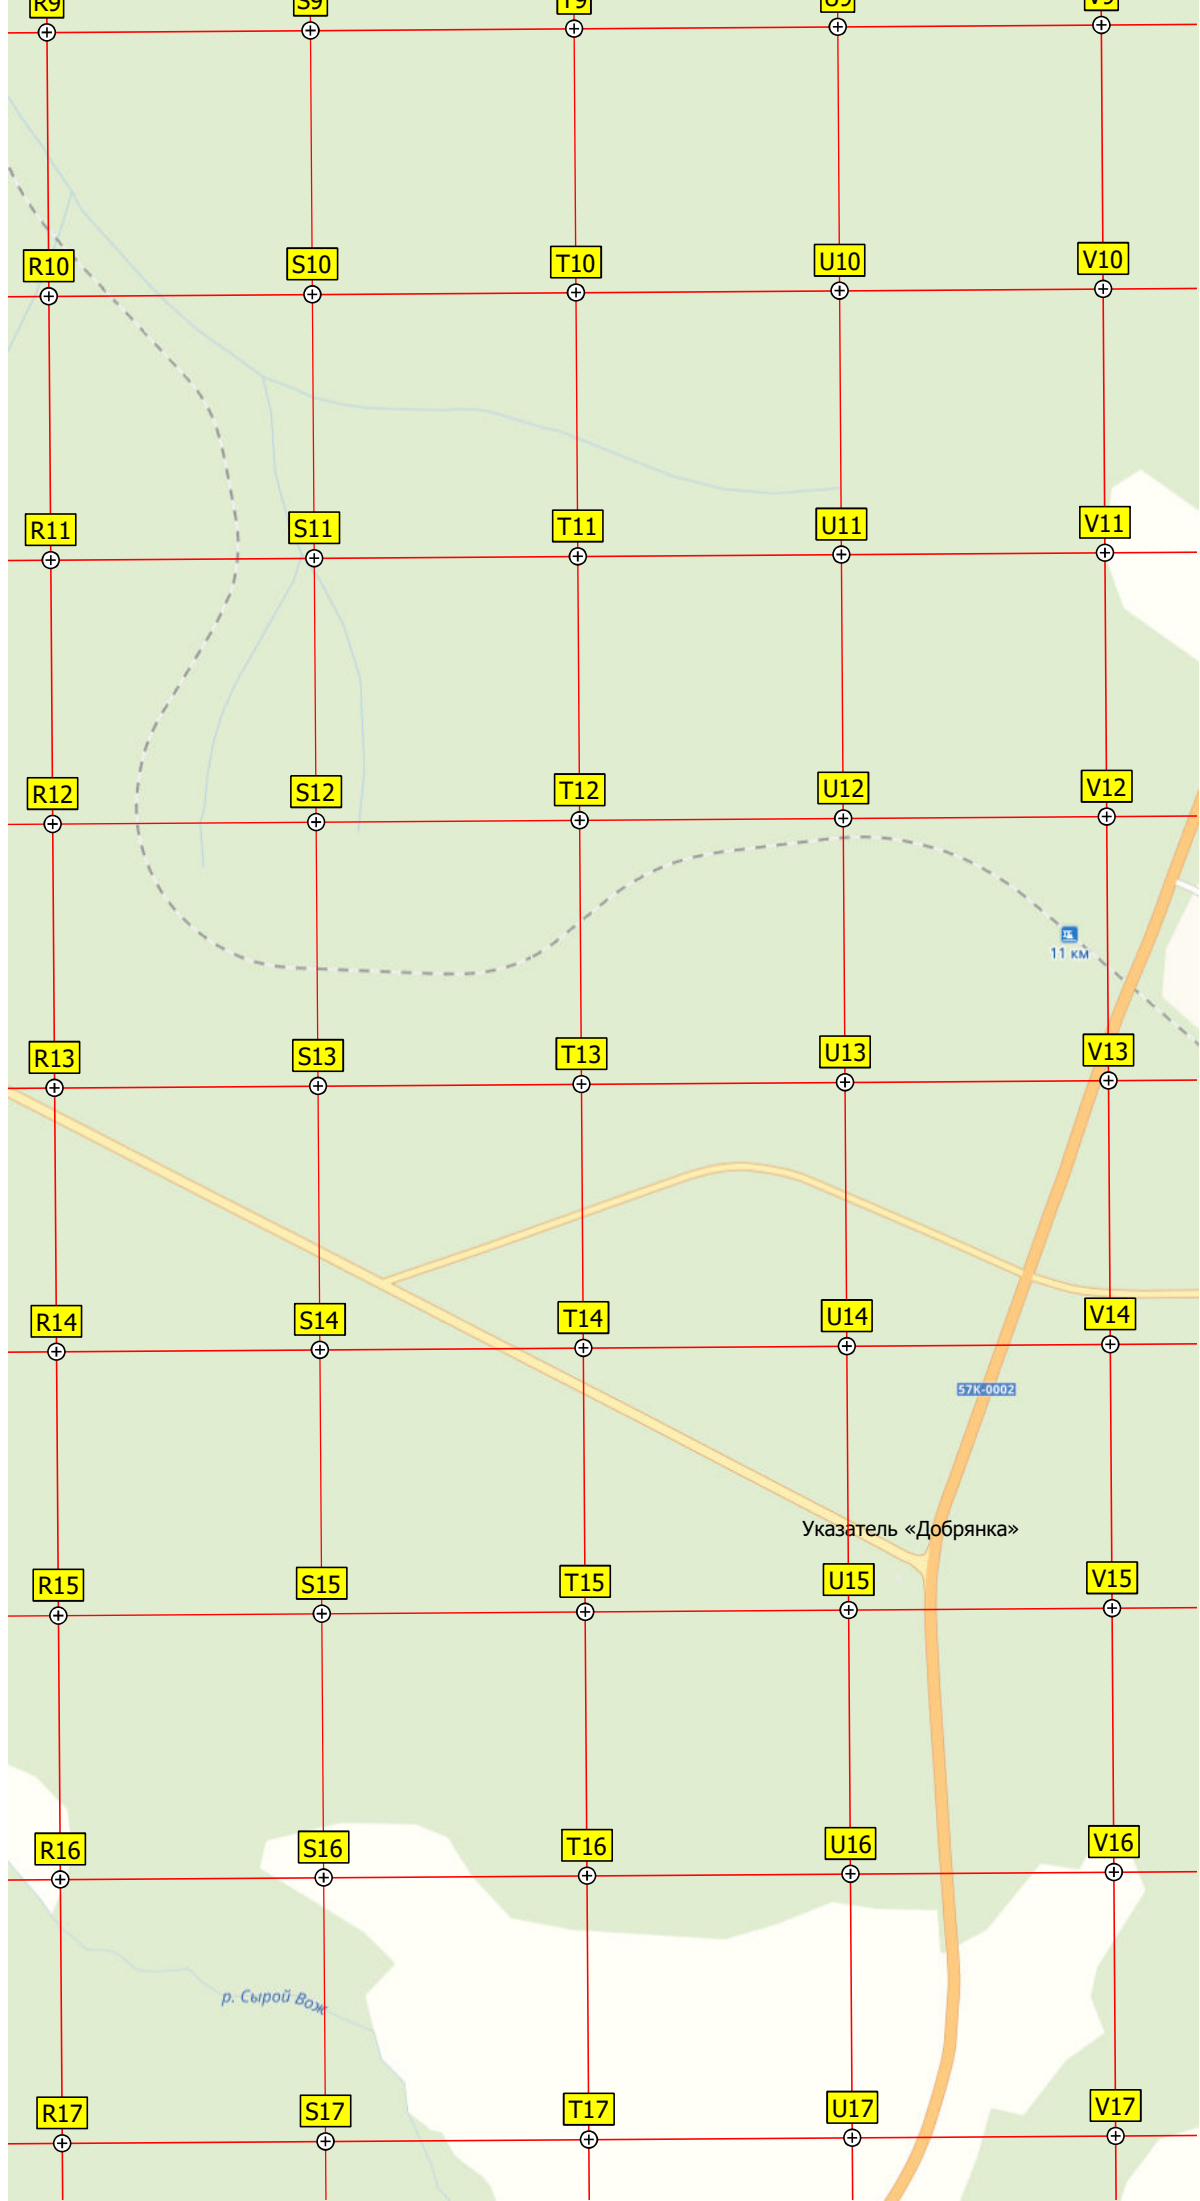 R9 S9 T9 U9 V9
R10 S10 T10 U10 V10
R11 S11 T11 U11 V11
R12 S12 T12 U12 V12
11 км
R13 S13 T13 U13 V13
R14 S14 T14 U14 V14
57К-0002
Указатель «Добрянка»
R15 S15 T15 U15 V15
R16 S16 T16 U16 V16
р. Сырой Вож
R17 S17 T17 U17 V17